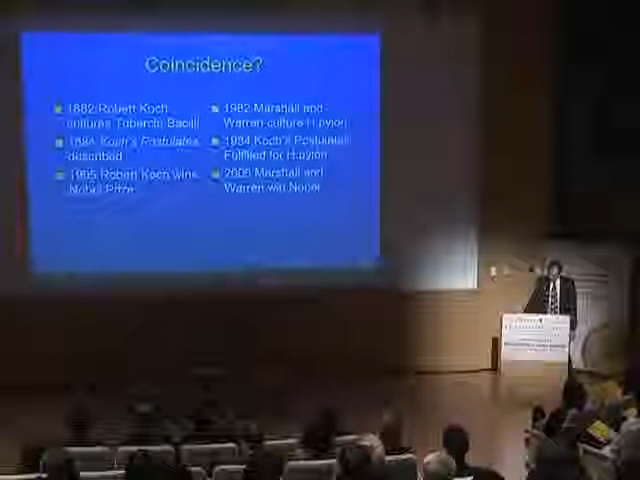 Coincidence?
1882 Robert Koch
cultures Tubercle Bacilli
1884 Koch's Postulates
described
1905 Robert Koch wins
Nobel Prize
1982 Marshall and
Warren culture H.pylori
1984 Koch's Postulates
Fulfilled for H.pylori
2005 Marshall and
Warren win Nobel